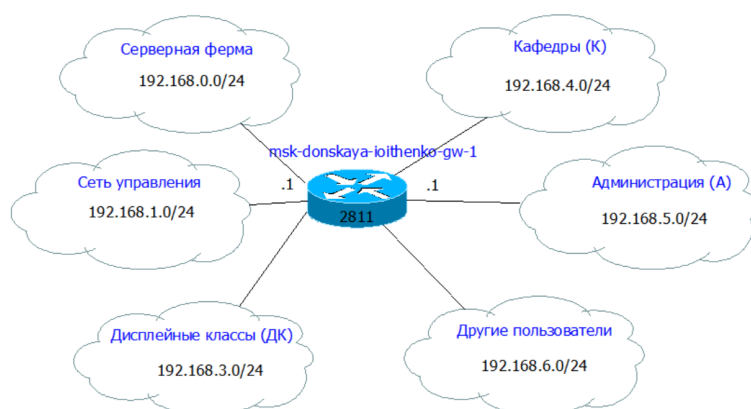 Серверная ферма
192.168.0.0/24
Кафедры (К)
192.168.4.0/24
msk-donskaya-ioithenko-gw-1
Сеть управления
192.168.1.0/24
.1
.1
2811
Администрация (А)
192.168.5.0/24
Дисплейные классы (ДК)
192.168.3.0/24
Другие пользователи
192.168.6.0/24